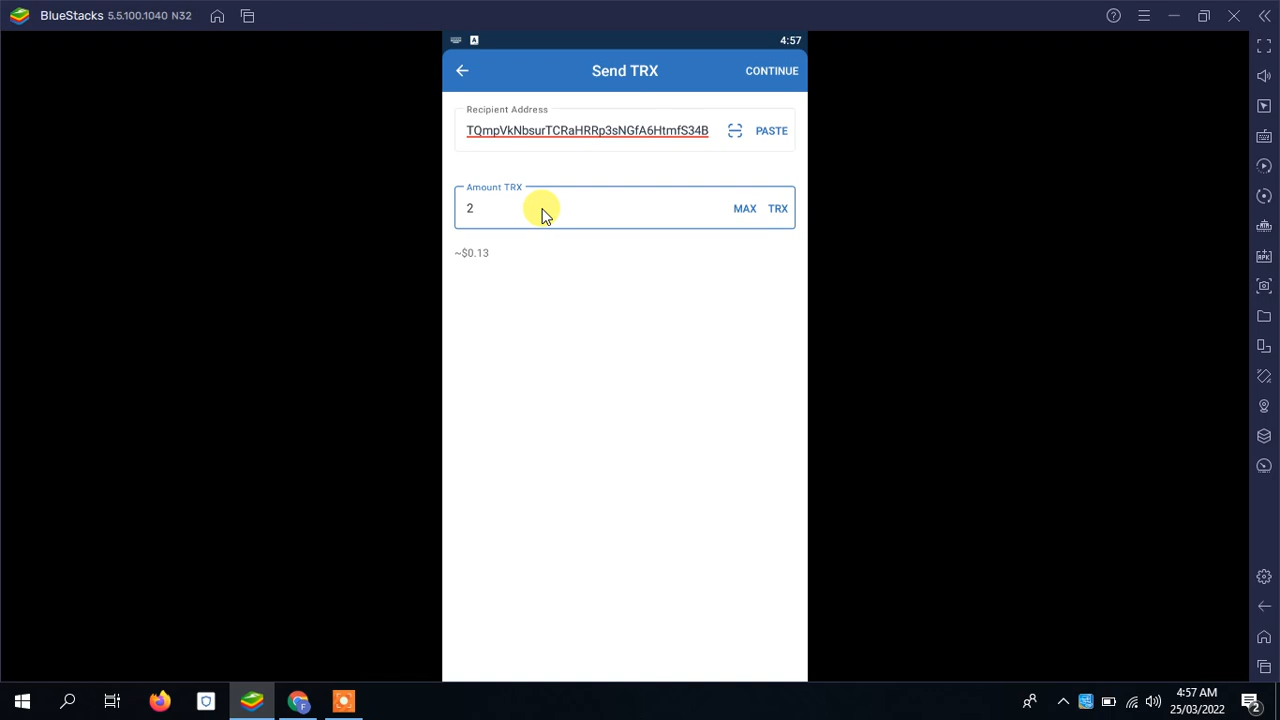 BlueStacks 5.5.100.1040 N32
A 4:57
Send TRX CONTINUE
Recipient Address
TQmpVkNbsurTCRaHRRp3sNGfA6HtmfS34B PASTE
Amount TRX
2 MAX TRX
~$0.13
4:57 AM
25/03/2022
2